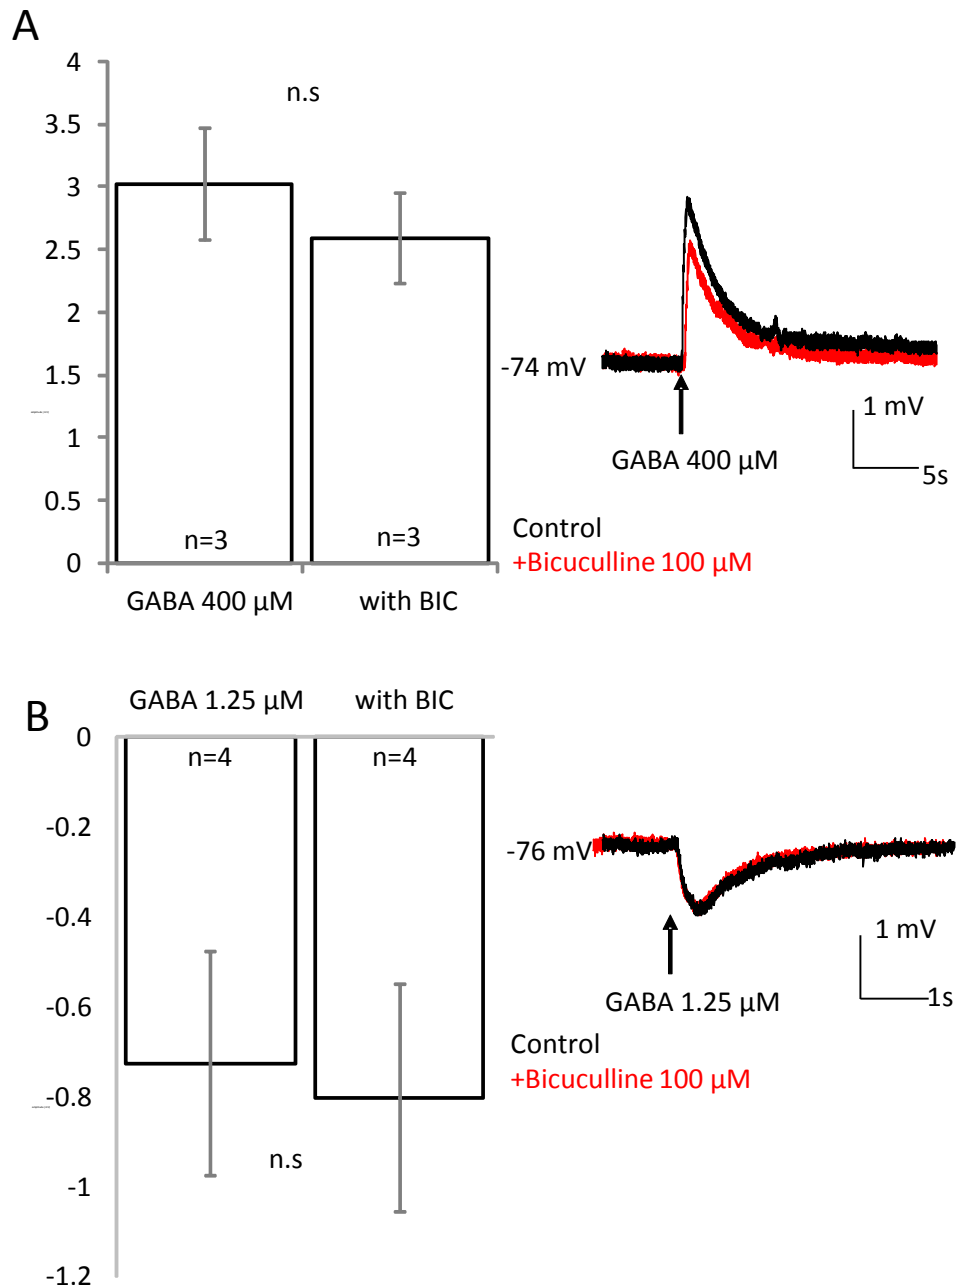 A
4
n.s
3.5
3
2.5
2
1.5
1
0.5
0
n=3
n=3
GABA 400 µM
with BIC
-74 mV
GABA 400 µM
1 mV
5s
Control
+Bicuculline 100 µM
B
GABA 1.25 µM
with BIC
0
n=4
n=4
-0.2
-0.4
-0.6
-0.8
-1
-1.2
n.s
-76 mV
GABA 1.25 µM
1 mV
1s
Control
+Bicuculline 100 µM